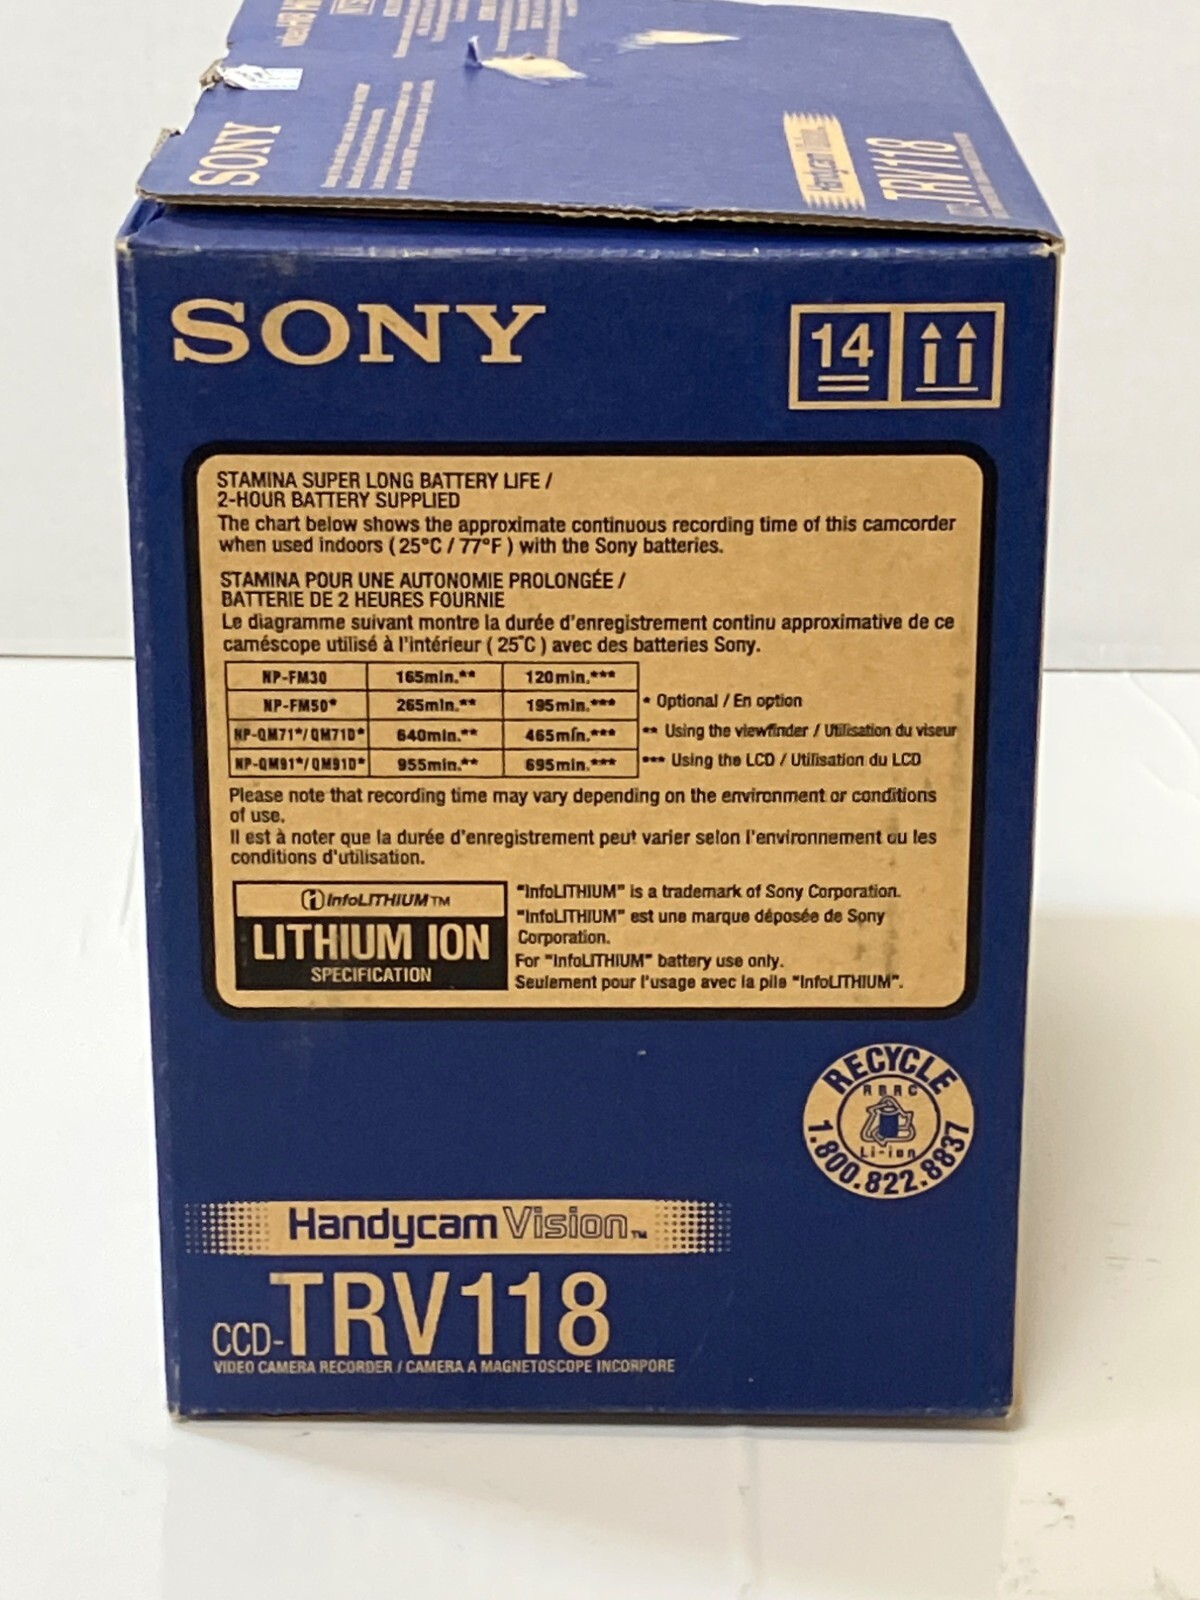 SONY
Handycam Vision
TRV118
SONY
14
STAMINA SUPER LONG BATTERY LIFE /
2-HOUR BATTERY SUPPLIED
The chart below shows the approximate continuous recording time of this camcorder
when used indoors ( 25°C / 77°F ) with the Sony batteries.
STAMINA POUR UNE AUTONOMIE PROLONGÉE /
BATTERIE DE 2 HEURES FOURNIE
Le diagramme suivant montre la durée d'enregistrement continu approximative de ce
caméscope utilisé à l'intérieur ( 25°C ) avec des batteries Sony.
NP-FM30 165min.** 120min.***
NP-FM50* 265min.** 195min.*** * Optional / En option
NP-QM71*/QM71D* 640min.** 465min.*** ** Using the viewfinder / Utilisation du viseur
NP-QM91*/QM91D* 955min.** 695min.*** *** Using the LCD / Utilisation du LCD
Please note that recording time may vary depending on the environment or conditions
of use.
Il est à noter que la durée d'enregistrement peut varier selon l'environnement ou les
conditions d'utilisation.
InfoLITHIUM™
LITHIUM ION
SPECIFICATION
"InfoLITHIUM" is a trademark of Sony Corporation.
"InfoLITHIUM" est une marque déposée de Sony
Corporation.
For "InfoLITHIUM" battery use only.
Seulement pour l'usage avec la pile "InfoLITHIUM".
RECYCLE
RBRC
Li-ion
1.800.822.8837
Handycam Vision™
CCD-TRV118
VIDEO CAMERA RECORDER / CAMERA A MAGNETOSCOPE INCORPORE